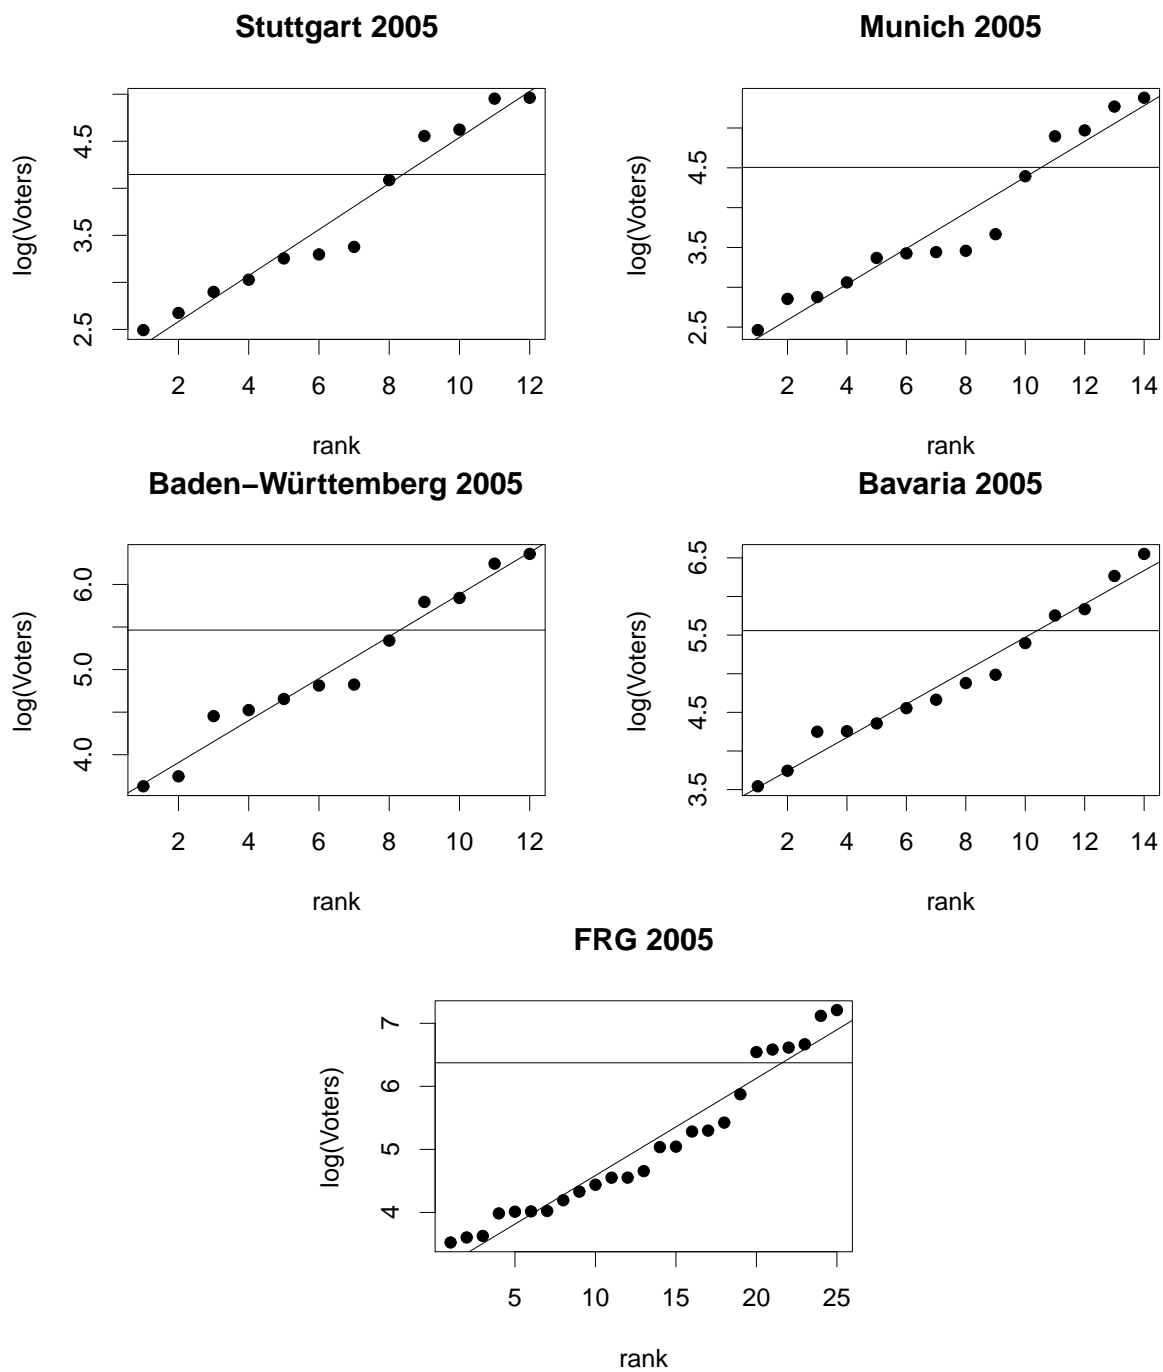 Stuttgart 2005
log(Voters)
4.5
3.5
2.5
2 4 6 8 10 12
rank
Munich 2005
log(Voters)
4.5
3.5
2.5
2 4 6 8 10 12 14
rank
Baden−Württemberg 2005
log(Voters)
6.0
5.0
4.0
2 4 6 8 10 12
rank
Bavaria 2005
log(Voters)
6.5
5.5
4.5
3.5
2 4 6 8 10 12 14
rank
FRG 2005
log(Voters)
7
6
5
4
5 10 15 20 25
rank